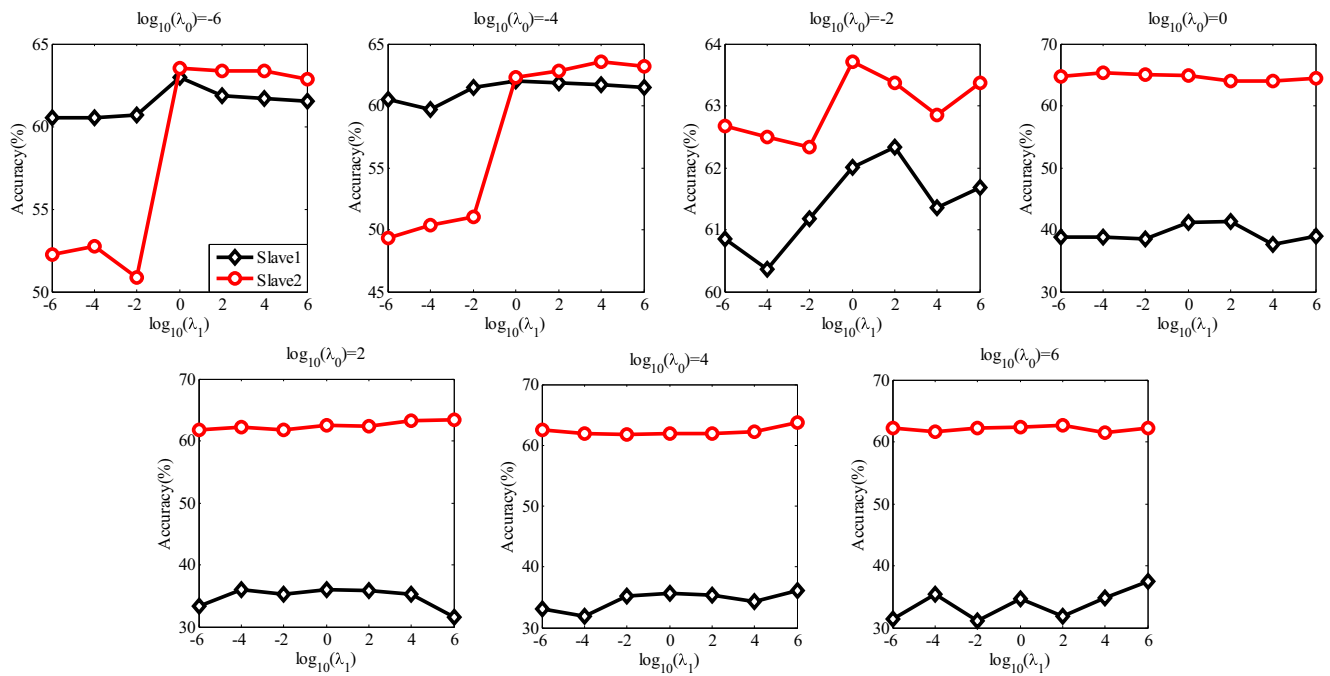 log10(λ0)=-6
65
60
55
50
Accuracy(%)
Slave1
Slave2
-6 -4 -2 0 2 4 6
log10(λ1)
log10(λ0)=-4
65
60
55
50
45
Accuracy(%)
-6 -4 -2 0 2 4 6
log10(λ1)
log10(λ0)=-2
64
63
62
61
60
Accuracy(%)
-6 -4 -2 0 2 4 6
log10(λ1)
log10(λ0)=0
70
60
50
40
30
Accuracy(%)
-6 -4 -2 0 2 4 6
log10(λ1)
log10(λ0)=2
70
60
50
40
30
Accuracy(%)
-6 -4 -2 0 2 4 6
log10(λ1)
log10(λ0)=4
70
60
50
40
30
Accuracy(%)
-6 -4 -2 0 2 4 6
log10(λ1)
log10(λ0)=6
70
60
50
40
30
Accuracy(%)
-6 -4 -2 0 2 4 6
log10(λ1)